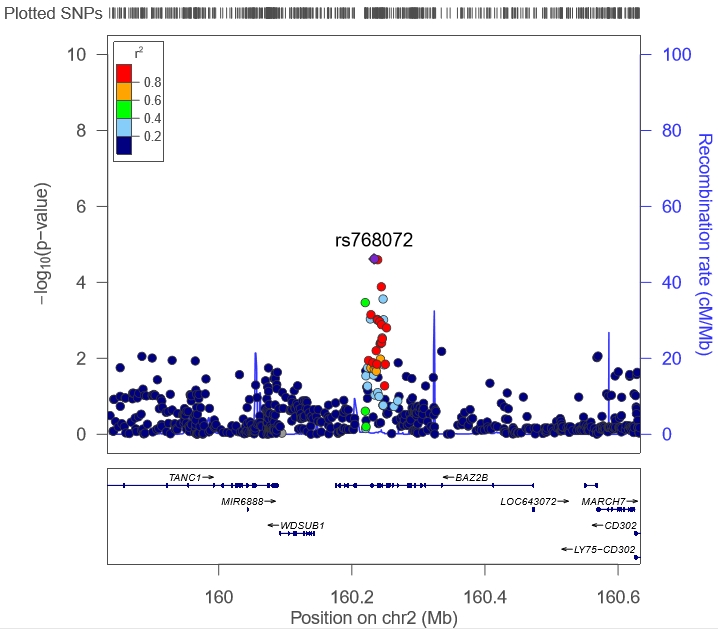 Plotted SNPs
r²
0.8
0.6
0.4
0.2
10
8
6
4
2
0
−log₁₀(p−value)
100
80
60
40
20
0
Recombination rate (cM/Mb)
rs768072
TANC1
BAZ2B
MIR6888
LOC643072
MARCH7
WDSUB1
CD302
LY75−CD302
160
160.2
160.4
160.6
Position on chr2 (Mb)